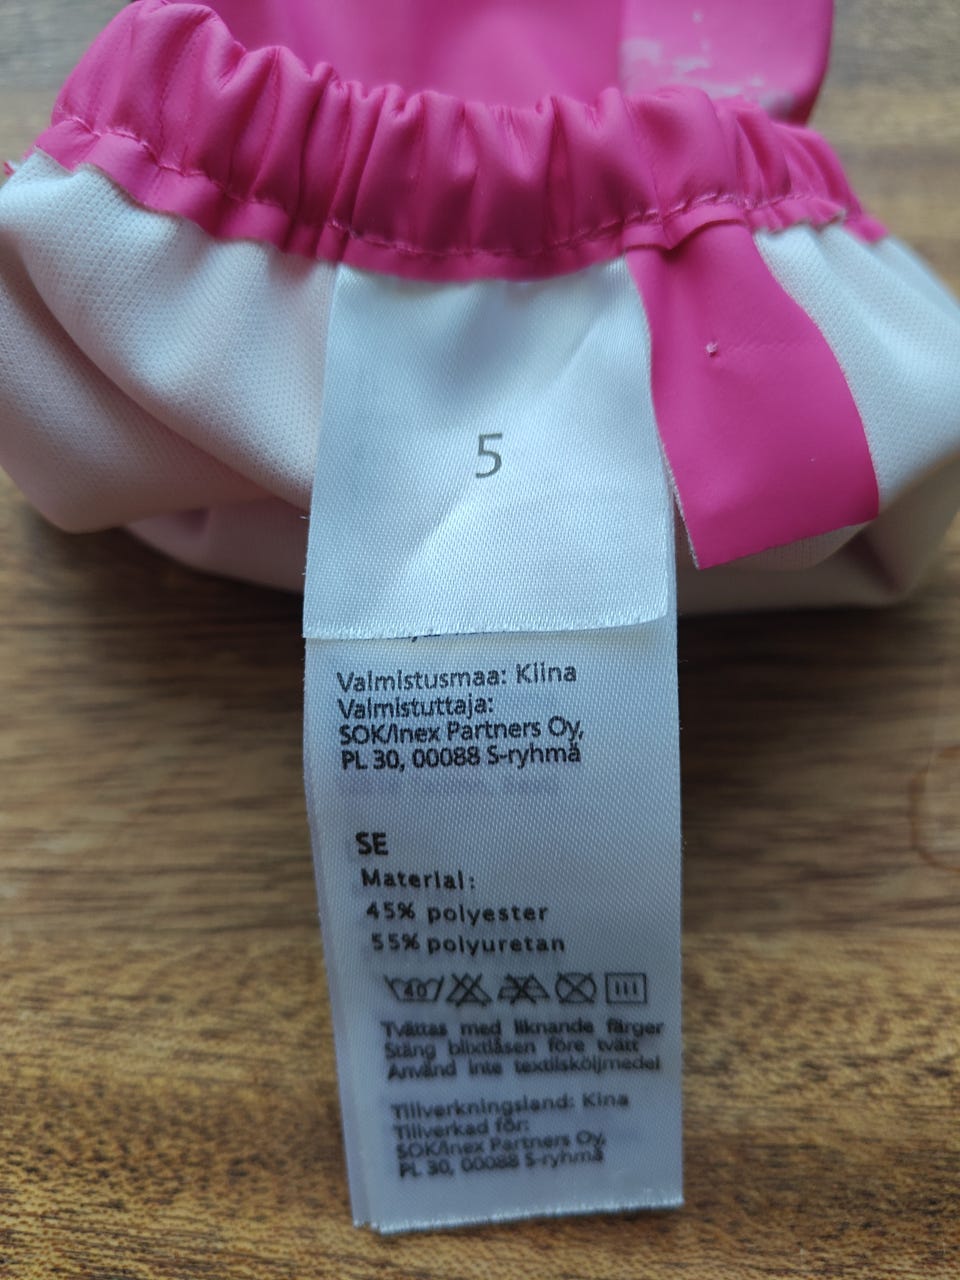 5
Valmistusmaa: Kiina
Valmistuttaja:
SOK/Inex Partners Oy,
PL 30, 00088 S-ryhmä
SE
Material:
45% polyester
55% polyuretan
40
Tvättas med liknande färger
Stäng blixtlåsen före tvätt
Använd inte textilsköljmedel
Tillverkningsland: Kina
Tillverkad för:
SOK/Inex Partners Oy,
PL 30, 00088 S-ryhmä